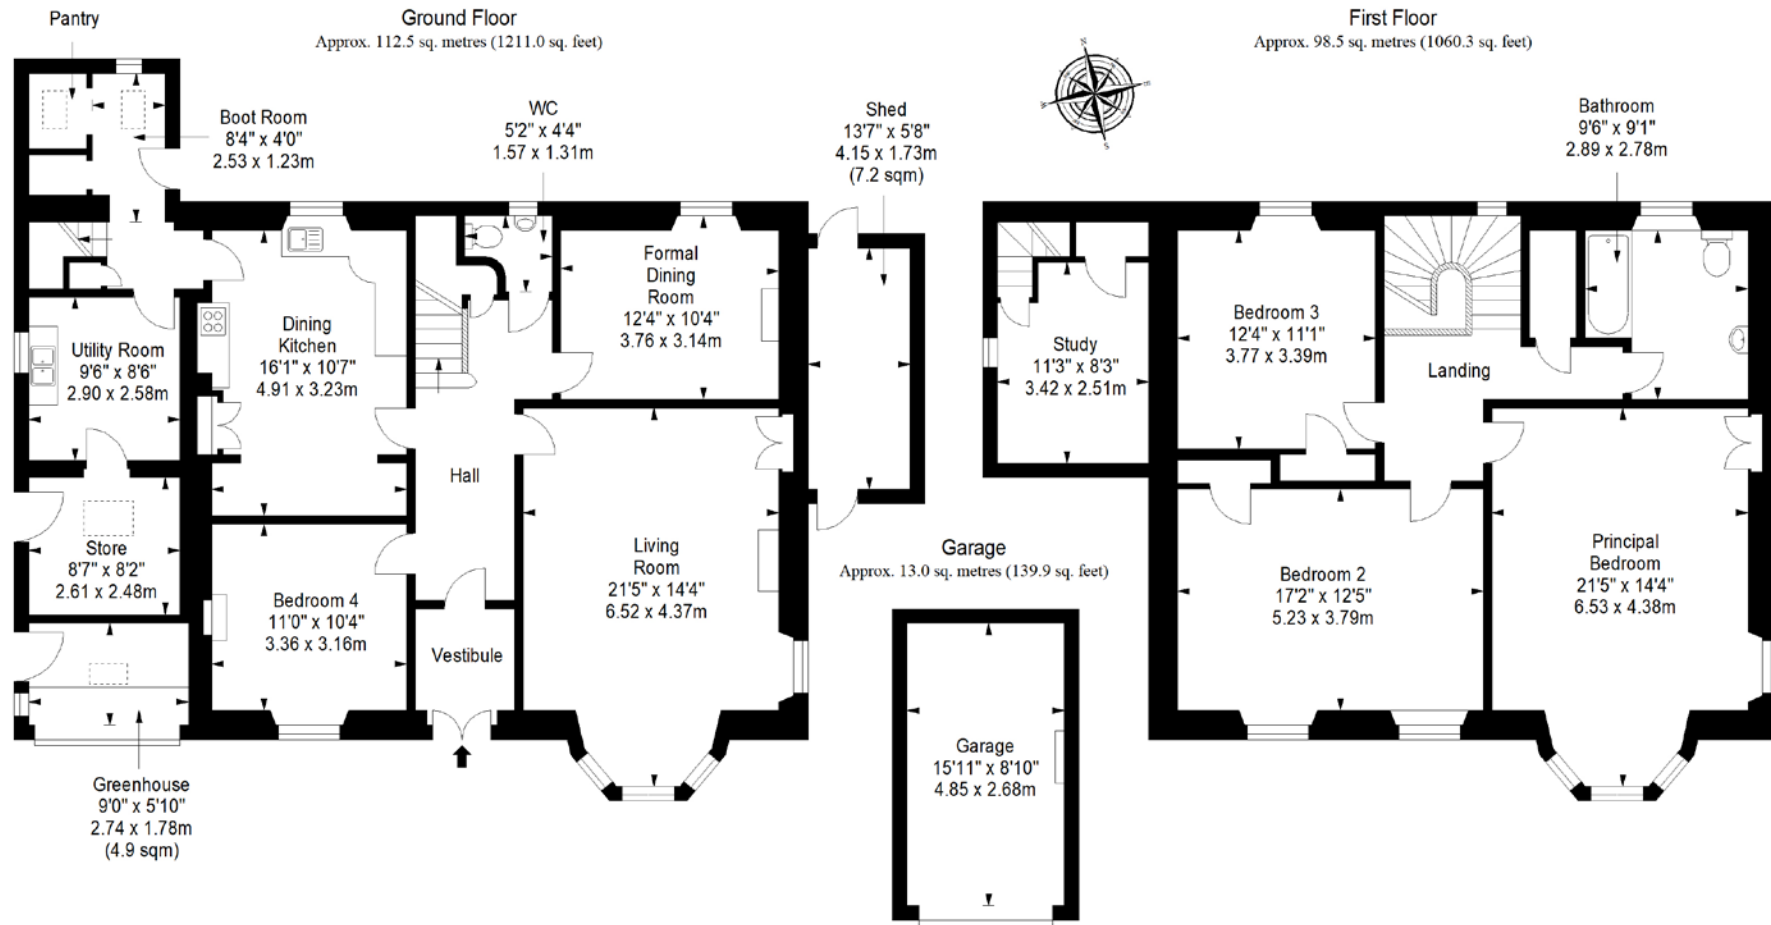 Pantry
Ground Floor
Approx. 112.5 sq. metres (1211.0 sq. feet)
First Floor
Approx. 98.5 sq. metres (1060.3 sq. feet)
Boot Room
8'4" x 4'0"
2.53 x 1.23m
WC
5'2" x 4'4"
1.57 x 1.31m
Shed
13'7" x 5'8"
4.15 x 1.73m
(7.2 sqm)
N
E
S
W
Bathroom
9'6" x 9'1"
2.89 x 2.78m
Formal
Dining
Room
12'4" x 10'4"
3.76 x 3.14m
Dining
Kitchen
16'1" x 10'7"
4.91 x 3.23m
Utility Room
9'6" x 8'6"
2.90 x 2.58m
Study
11'3" x 8'3"
3.42 x 2.51m
Bedroom 3
12'4" x 11'1"
3.77 x 3.39m
Landing
Hall
Store
8'7" x 8'2"
2.61 x 2.48m
Living
Room
21'5" x 14'4"
6.52 x 4.37m
Garage
Approx. 13.0 sq. metres (139.9 sq. feet)
Bedroom 2
17'2" x 12'5"
5.23 x 3.79m
Principal
Bedroom
21'5" x 14'4"
6.53 x 4.38m
Bedroom 4
11'0" x 10'4"
3.36 x 3.16m
Vestibule
Garage
15'11" x 8'10"
4.85 x 2.68m
Greenhouse
9'0" x 5'10"
2.74 x 1.78m
(4.9 sqm)